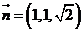 n⃗ = (1,1,√2)